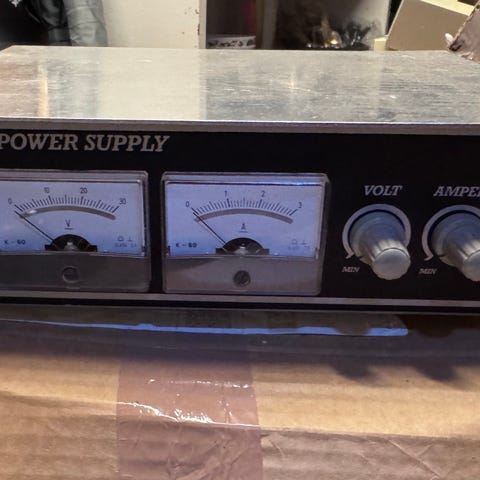 POWER SUPPLY
0 10 20 30
V
K-60
0 1 2 3
A
K-60
VOLT
MIN
AMPE
MIN